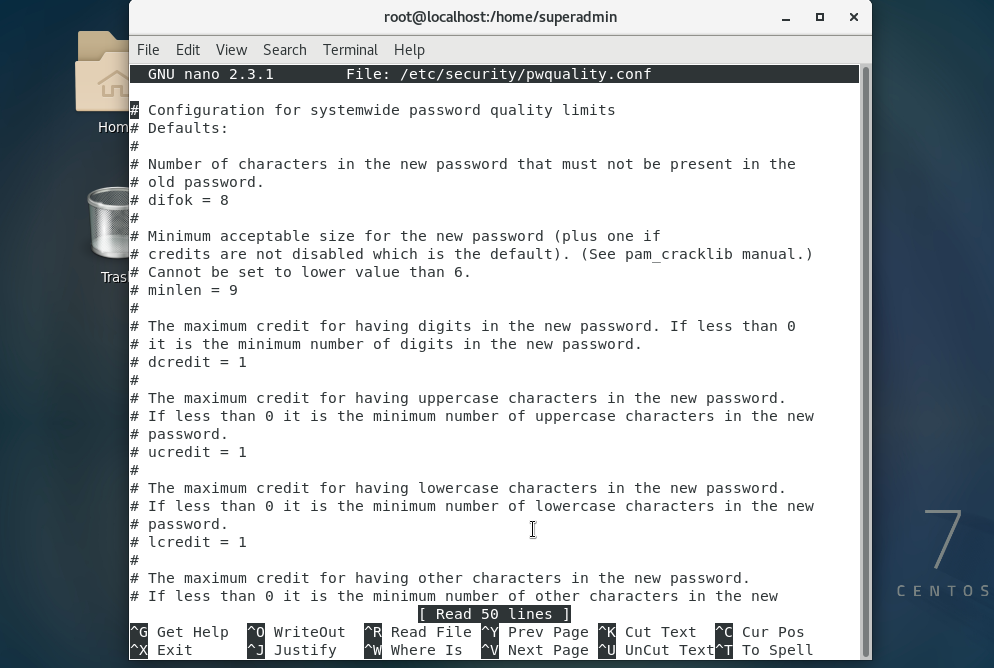 root@localhost:/home/superadmin
File Edit View Search Terminal Help
GNU nano 2.3.1 File: /etc/security/pwquality.conf
# Configuration for systemwide password quality limits
# Defaults:
#
# Number of characters in the new password that must not be present in the
# old password.
# difok = 8
#
# Minimum acceptable size for the new password (plus one if
# credits are not disabled which is the default). (See pam_cracklib manual.)
# Cannot be set to lower value than 6.
# minlen = 9
#
# The maximum credit for having digits in the new password. If less than 0
# it is the minimum number of digits in the new password.
# dcredit = 1
#
# The maximum credit for having uppercase characters in the new password.
# If less than 0 it is the minimum number of uppercase characters in the new
# password.
# ucredit = 1
#
# The maximum credit for having lowercase characters in the new password.
# If less than 0 it is the minimum number of lowercase characters in the new
# password.
# lcredit = 1
#
# The maximum credit for having other characters in the new password.
# If less than 0 it is the minimum number of other characters in the new
[ Read 50 lines ]
^G Get Help ^O WriteOut ^R Read File ^Y Prev Page ^K Cut Text ^C Cur Pos
^X Exit ^J Justify ^W Where Is ^V Next Page ^U UnCut Text ^T To Spell
Hom
Tras
7
CENTOS